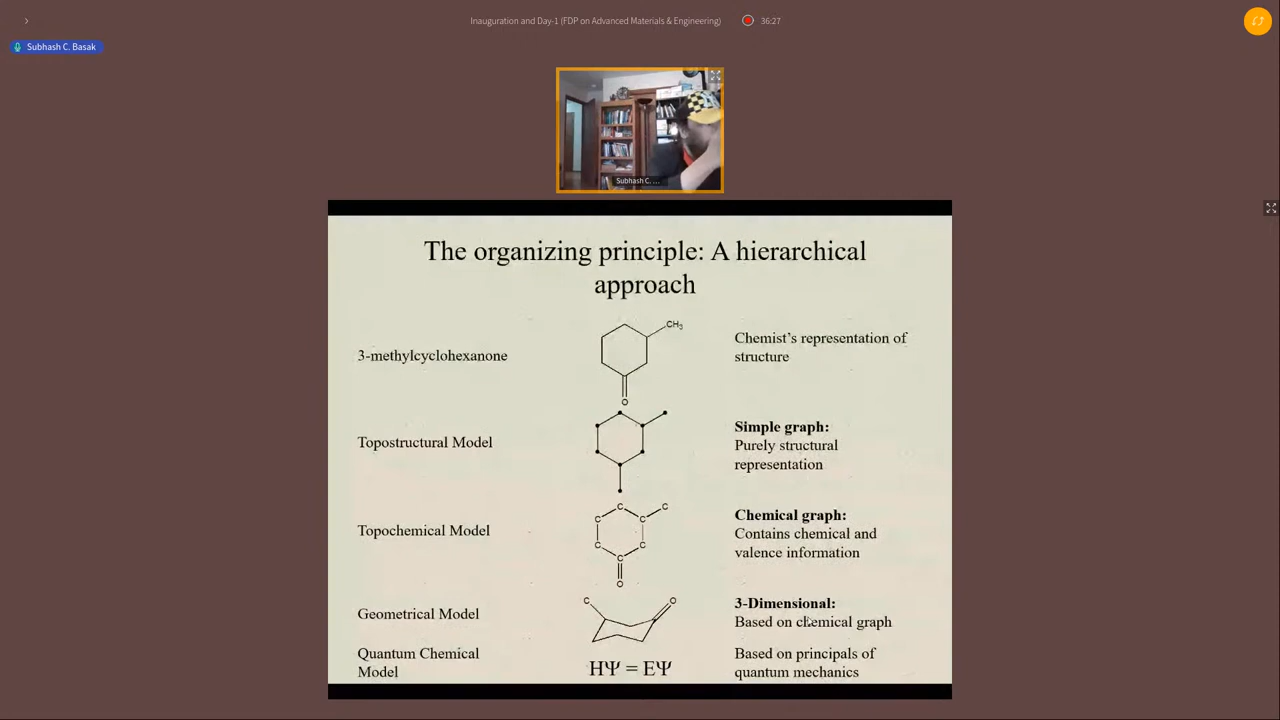 Inauguration and Day-1 (FDP on Advanced Materials & Engineering) 36:27
Subhash C. Basak
Subhash C. ...
The organizing principle: A hierarchical
approach
3-methylcyclohexanone
CH3
O
Chemist's representation of
structure
Topostructural Model
Simple graph:
Purely structural
representation
Topochemical Model
C C
C C
C C
C
O
Chemical graph:
Contains chemical and
valence information
Geometrical Model
C O
3-Dimensional:
Based on chemical graph
Quantum Chemical
Model
HΨ = EΨ
Based on principals of
quantum mechanics